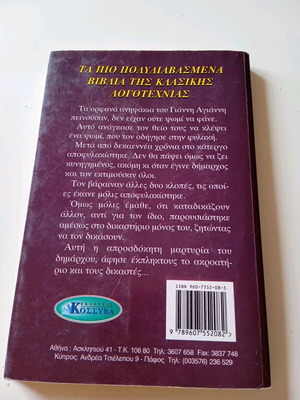 ΤΑ ΠΙΟ ΠΟΛΥΔΙΑΒΑΣΜΕΝΑ
ΒΙΒΛΙΑ ΤΗΣ ΚΛΑΣΙΚΗΣ
ΛΟΓΟΤΕΧΝΙΑΣ
Τα ορφανά ανηψάκια του Γιάννη Αγιάννη
πεινούσαν, δεν είχαν ούτε ψωμί να φάνε.
Αυτό ανάγκασε τον θείο τους να κλέψει
ένα ψωμί, που τον οδήγησε στην φυλακή.
Μετά από δεκαεννέα χρόνια στο κάτεργο
αποφυλακίστηκε. Δεν θα πάψει όμως να ζει
κυνηγημένος, ακόμη κι όταν έγινε δήμαρχος
και τον εκτιμούσαν όλοι.
Τον βάραιναν άλλες δυο κλοπές, τις οποί-
ες έκανε μόλις αποφυλακίστηκε.
Όμως μόλις έμαθε, ότι καταδικάζουν
άλλον, αντί για τον ίδιο, παρουσιάστηκε
αμέσως στο δικαστήριο μόνος του, ζητώντας
να τον δικάσουν.
Αυτή η απροσδόκητη μαρτυρία του
δημάρχου, άφησε έκπληκτους το ακροατή-
ριο και τους δικαστές...
ISBN 960-7552-08-5
9 789607 552082
ΕΚΔΟΣΕΙΣ
ΚΟΣΣΥΒΑ
Αθήνα : Ασκληπιού 41 - Τ.Κ. 106 80 Τηλ: 3607 658 Fax: 3837 748
Κύπρος: Ανδρέα Τσιέλεπου 9 - Πάφος Τηλ: (003576) 236 529